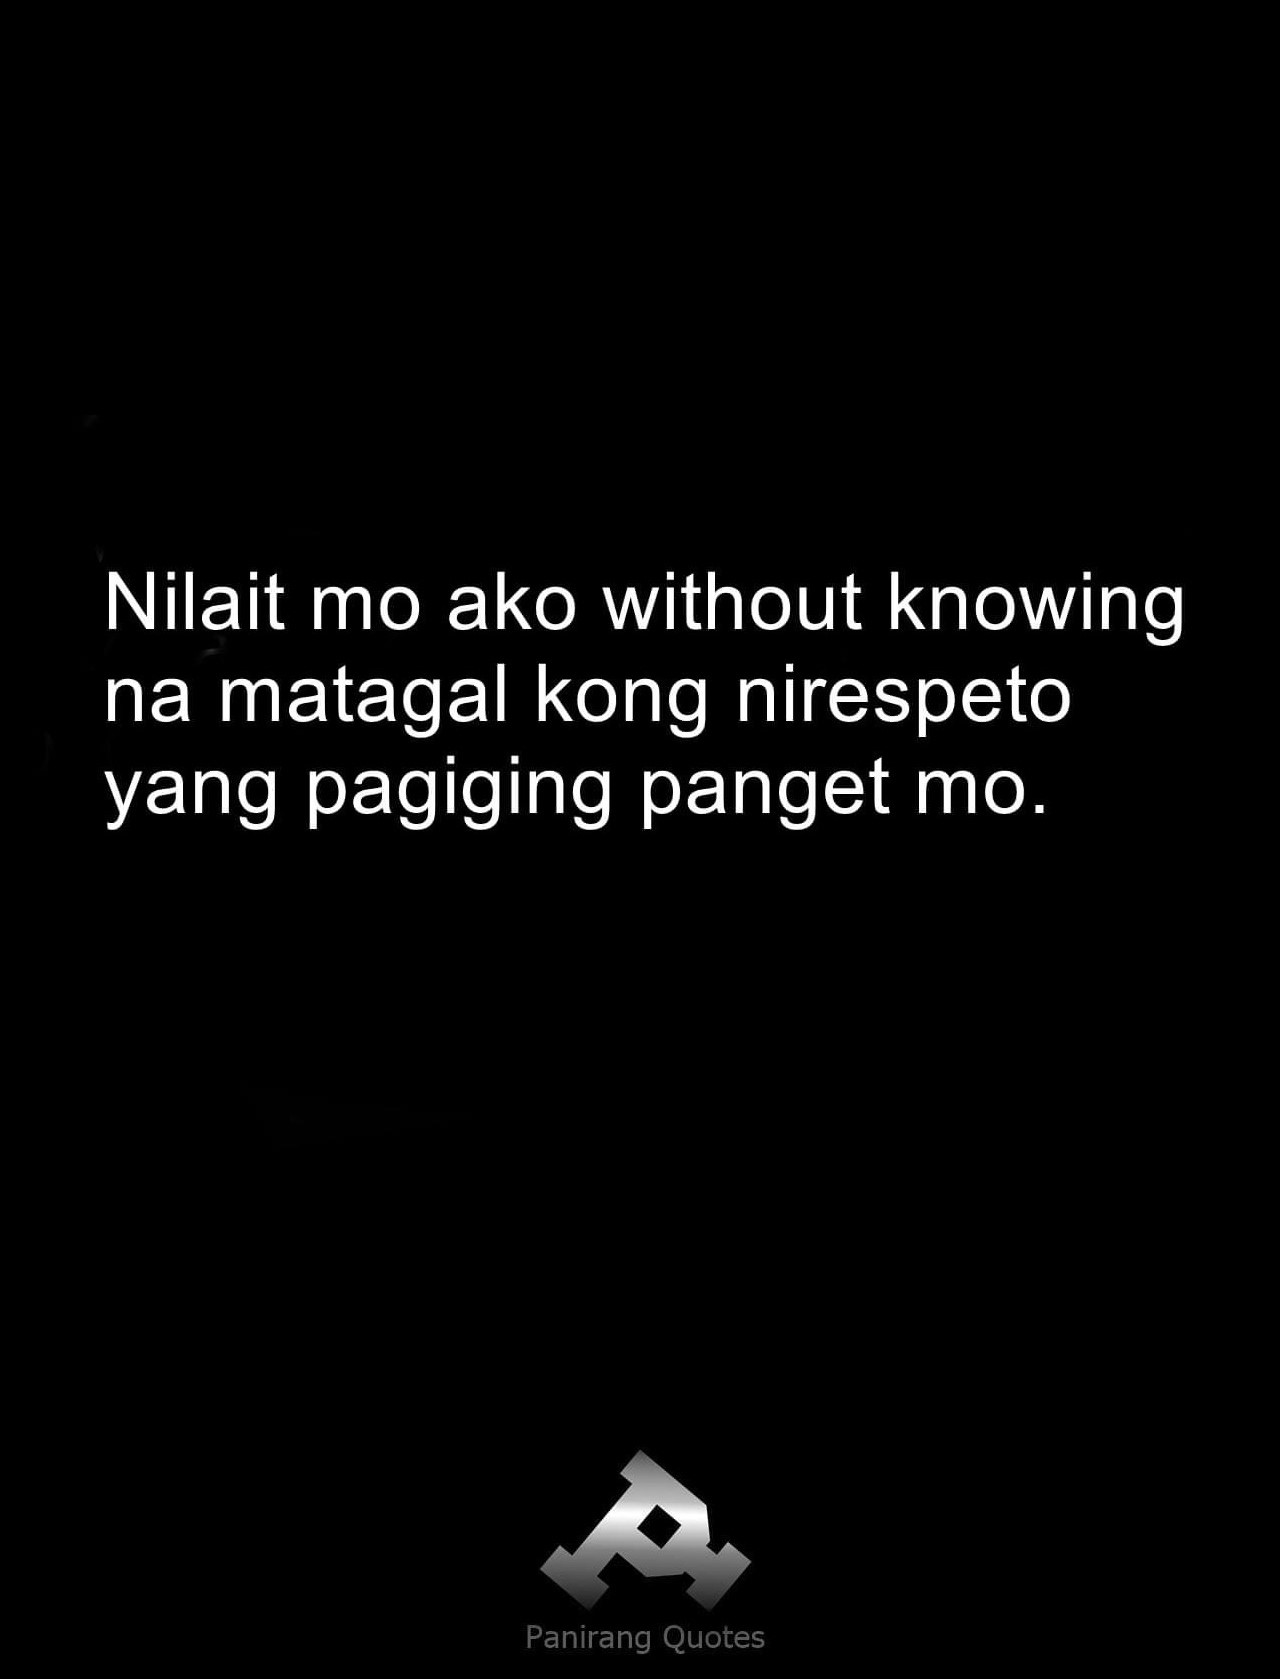 Nilait mo ako without knowing
na matagal kong nirespeto
yang pagiging panget mo.
Panirang Quotes